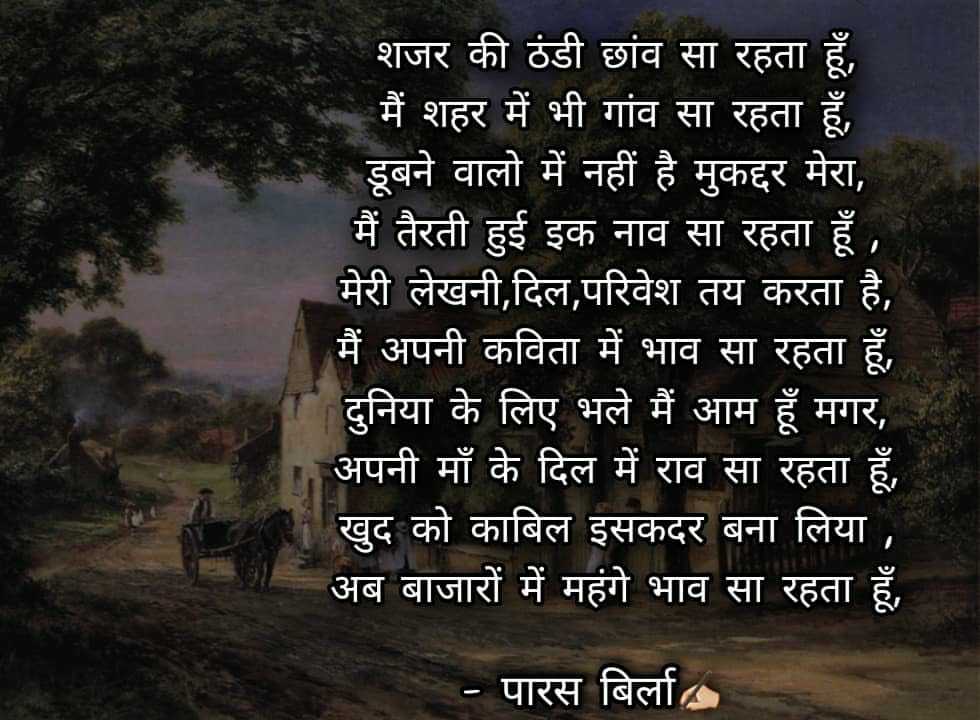 शजर की ठंडी छांव सा रहता हूँ,
मैं शहर में भी गांव सा रहता हूँ,
डूबने वालो में नहीं है मुकद्दर मेरा,
मैं तैरती हुई इक नाव सा रहता हूँ ,
मेरी लेखनी,दिल,परिवेश तय करता है,
मैं अपनी कविता में भाव सा रहता हूँ,
दुनिया के लिए भले मैं आम हूँ मगर,
अपनी माँ के दिल में राव सा रहता हूँ,
खुद को काबिल इसकदर बना लिया ,
अब बाजारों में महंगे भाव सा रहता हूँ,
- पारस बिर्ला✍🏻